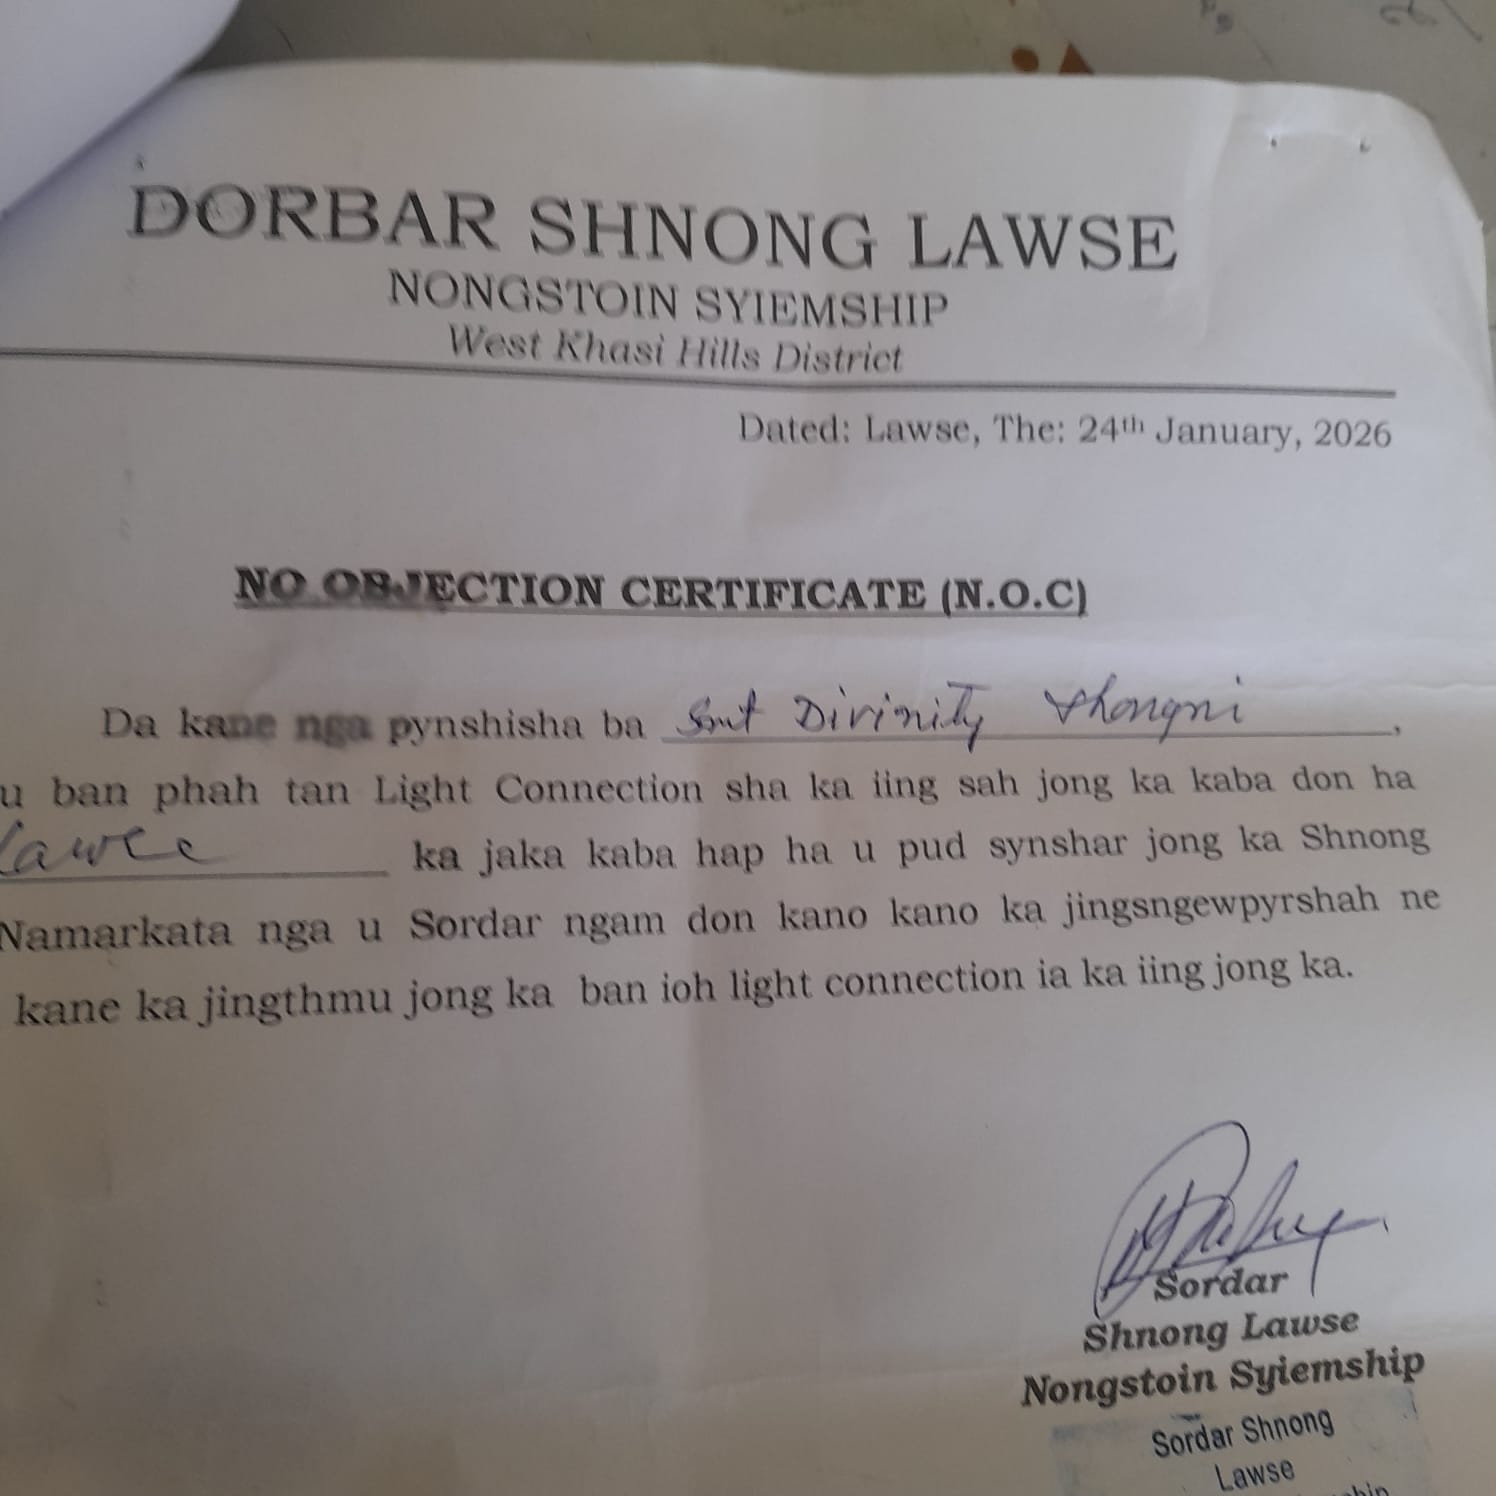 DORBAR SHNONG LAWSE
NONGSTOIN SYIEMSHIP
West Khasi Hills District
Dated: Lawse, The: 24th January, 2026
NO OBJECTION CERTIFICATE (N.O.C)
Da kane nga pynshisha ba Smt Divinity Thongni,
u ban phah tan Light Connection sha ka iing sah jong ka kaba don ha
Lawse ka jaka kaba hap ha u pud synshar jong ka Shnong
Namarkata nga u Sordar ngam don kano kano ka jingsngewpyrshah ne
kane ka jingthmu jong ka ban ioh light connection ia ka iing jong ka.
Sordar
Shnong Lawse
Nongstoin Syiemship
Sordar Shnong
Lawse